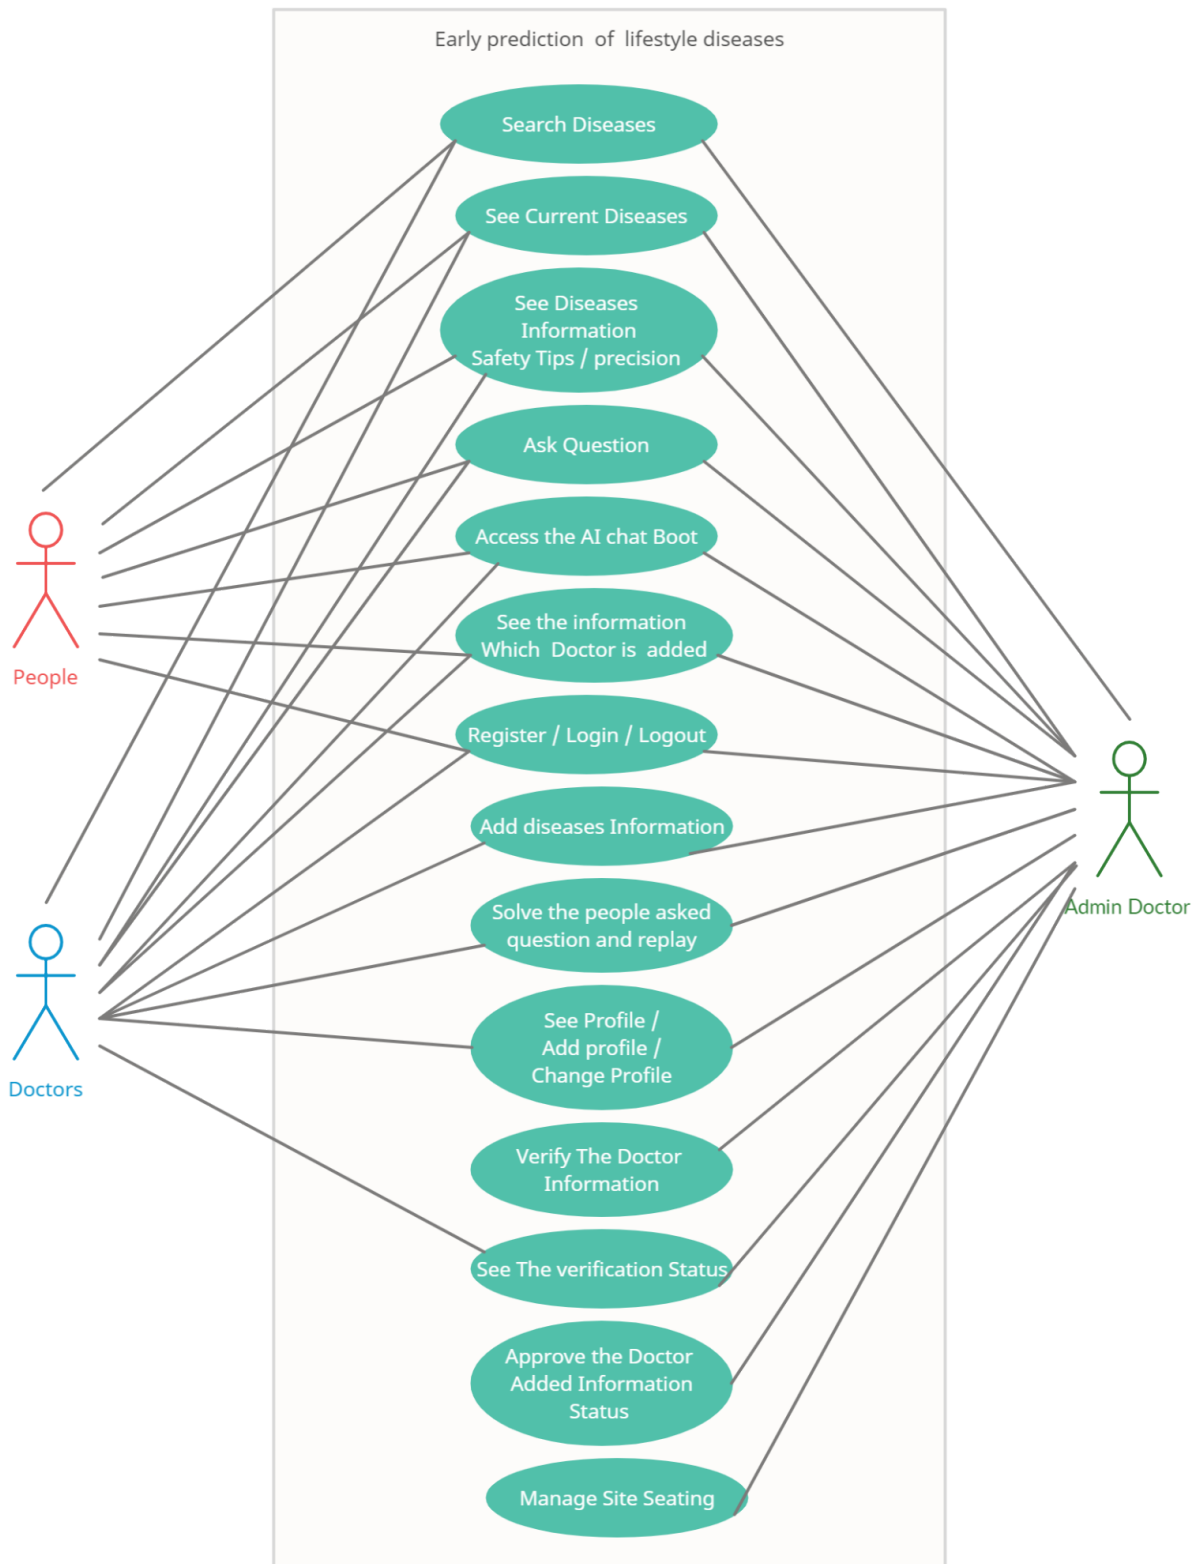 Early prediction of lifestyle diseases
Search Diseases
See Current Diseases
See Diseases
Information
Safety Tips / precision
Ask Question
Access the AI chat Boot
See the information
Which Doctor is added
People
Register / Login / Logout
Add diseases Information
Admin Doctor
Solve the people asked
question and replay
See Profile /
Add profile /
Change Profile
Doctors
Verify The Doctor
Information
See The verification Status
Approve the Doctor
Added Information
Status
Manage Site Seating